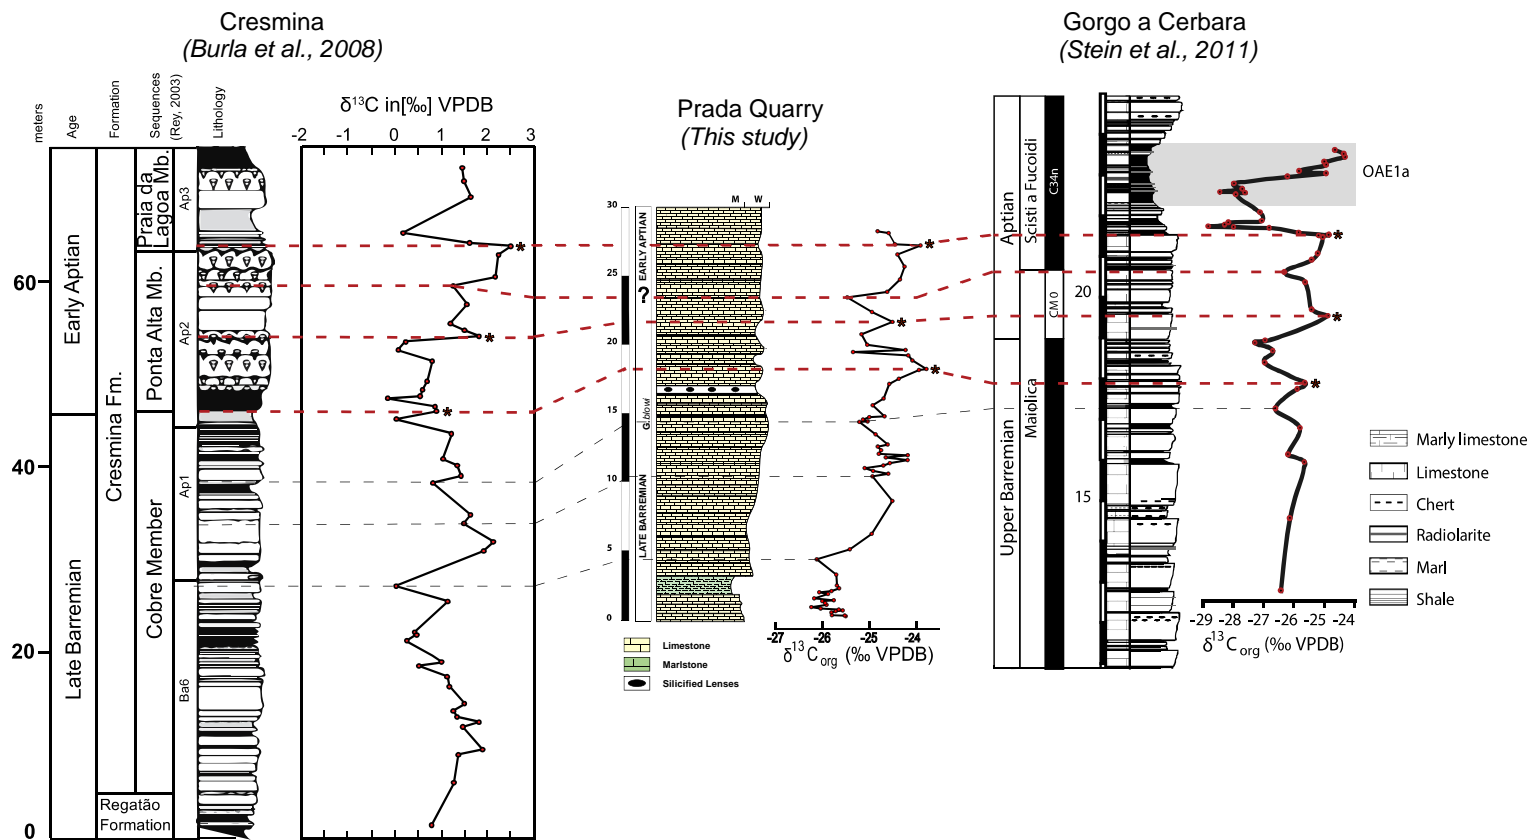 Cresmina
(Burla et al., 2008)
meters
Age
Formation
Sequences
(Rey, 2003)
Lithology
δ13C in[‰] VPDB
-2 -1 0 1 2 3
Early Aptian
Late Barremian
Cresmina Fm.
Regatão
Formation
Praia da
Lagoa Mb.
Ponta Alta Mb.
Cobre Member
Ap3
Ap2
Ap1
Ba6
60
40
20
0
*
*
*
Prada Quarry
(This study)
M W
30
25
20
15
10
5
0
EARLY APTIAN
?
G.blowi
LATE BARREMIAN
*
*
*
-27 -26 -25 -24
δ13Corg (‰ VPDB)
Limestone
Marlstone
Silicified Lenses
Gorgo a Cerbara
(Stein et al., 2011)
Aptian
Upper Barremian
Scisti a Fucoidi
Maiolica
C34n
CM 0
20
15
OAE1a
*
*
*
-29 -28 -27 -26 -25 -24
δ13Corg (‰ VPDB)
Marly limestone
Limestone
Chert
Radiolarite
Marl
Shale